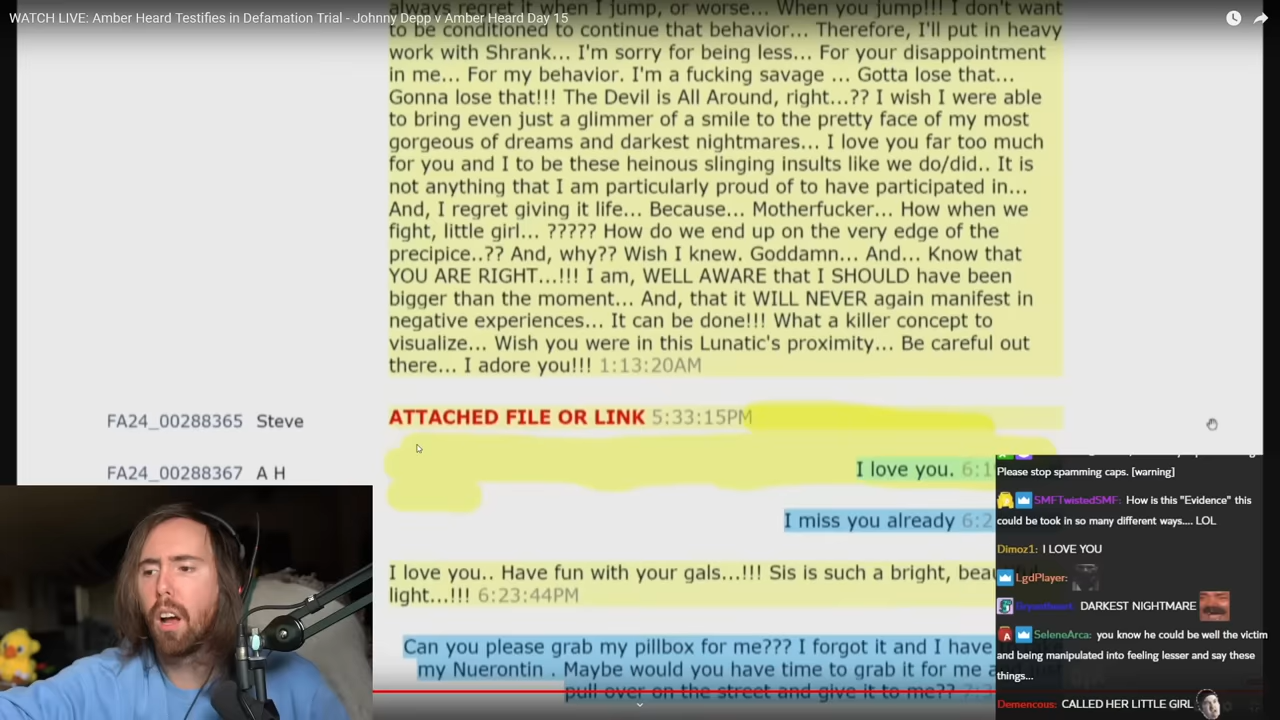 WATCH LIVE: Amber Heard Testifies in Defamation Trial - Johnny Depp v Amber Heard Day 15
always regret it when I jump, or worse... When you jump!!! I don't want
to be conditioned to continue that behavior... Therefore, I'll put in heavy
work with Shrank... I'm sorry for being less... For your disappointment
in me... For my behavior. I'm a fucking savage ... Gotta lose that...
Gonna lose that!!! The Devil is All Around, right...?? I wish I were able
to bring even just a glimmer of a smile to the pretty face of my most
gorgeous of dreams and darkest nightmares... I love you far too much
for you and I to be these heinous slinging insults like we do/did.. It is
not anything that I am particularly proud of to have participated in...
And, I regret giving it life... Because... Motherfucker... How when we
fight, little girl... ????? How do we end up on the very edge of the
precipice..?? And, why?? Wish I knew. Goddamn... And... Know that
YOU ARE RIGHT...!!! I am, WELL AWARE that I SHOULD have been
bigger than the moment... And, that it WILL NEVER again manifest in
negative experiences... It can be done!!! What a killer concept to
visualize... Wish you were in this Lunatic's proximity... Be careful out
there... I adore you!!! 1:13:20AM
FA24_00288365 Steve ATTACHED FILE OR LINK 5:33:15PM
FA24_00288367 A H I love you. 6:1
I miss you already 6:2
I love you.. Have fun with your gals...!!! Sis is such a bright,
light...!!! 6:23:44PM
Can you please grab my pillbox for me??? I forgot it and I have
my Nuerontin . Maybe would you have time to grab it for me
pull over on the street and give it to me??
Please stop spamming caps. [warning]
SMFTwistedSMF: How is this "Evidence" this
could be took in so many different ways.... LOL
Dimoz1: I LOVE YOU
LgdPlayer:
DARKEST NIGHTMARE
SeleneArca: you know he could be well the victim
and being manipulated into feeling lesser and say these
things...
Demencous: CALLED HER LITTLE GIRL